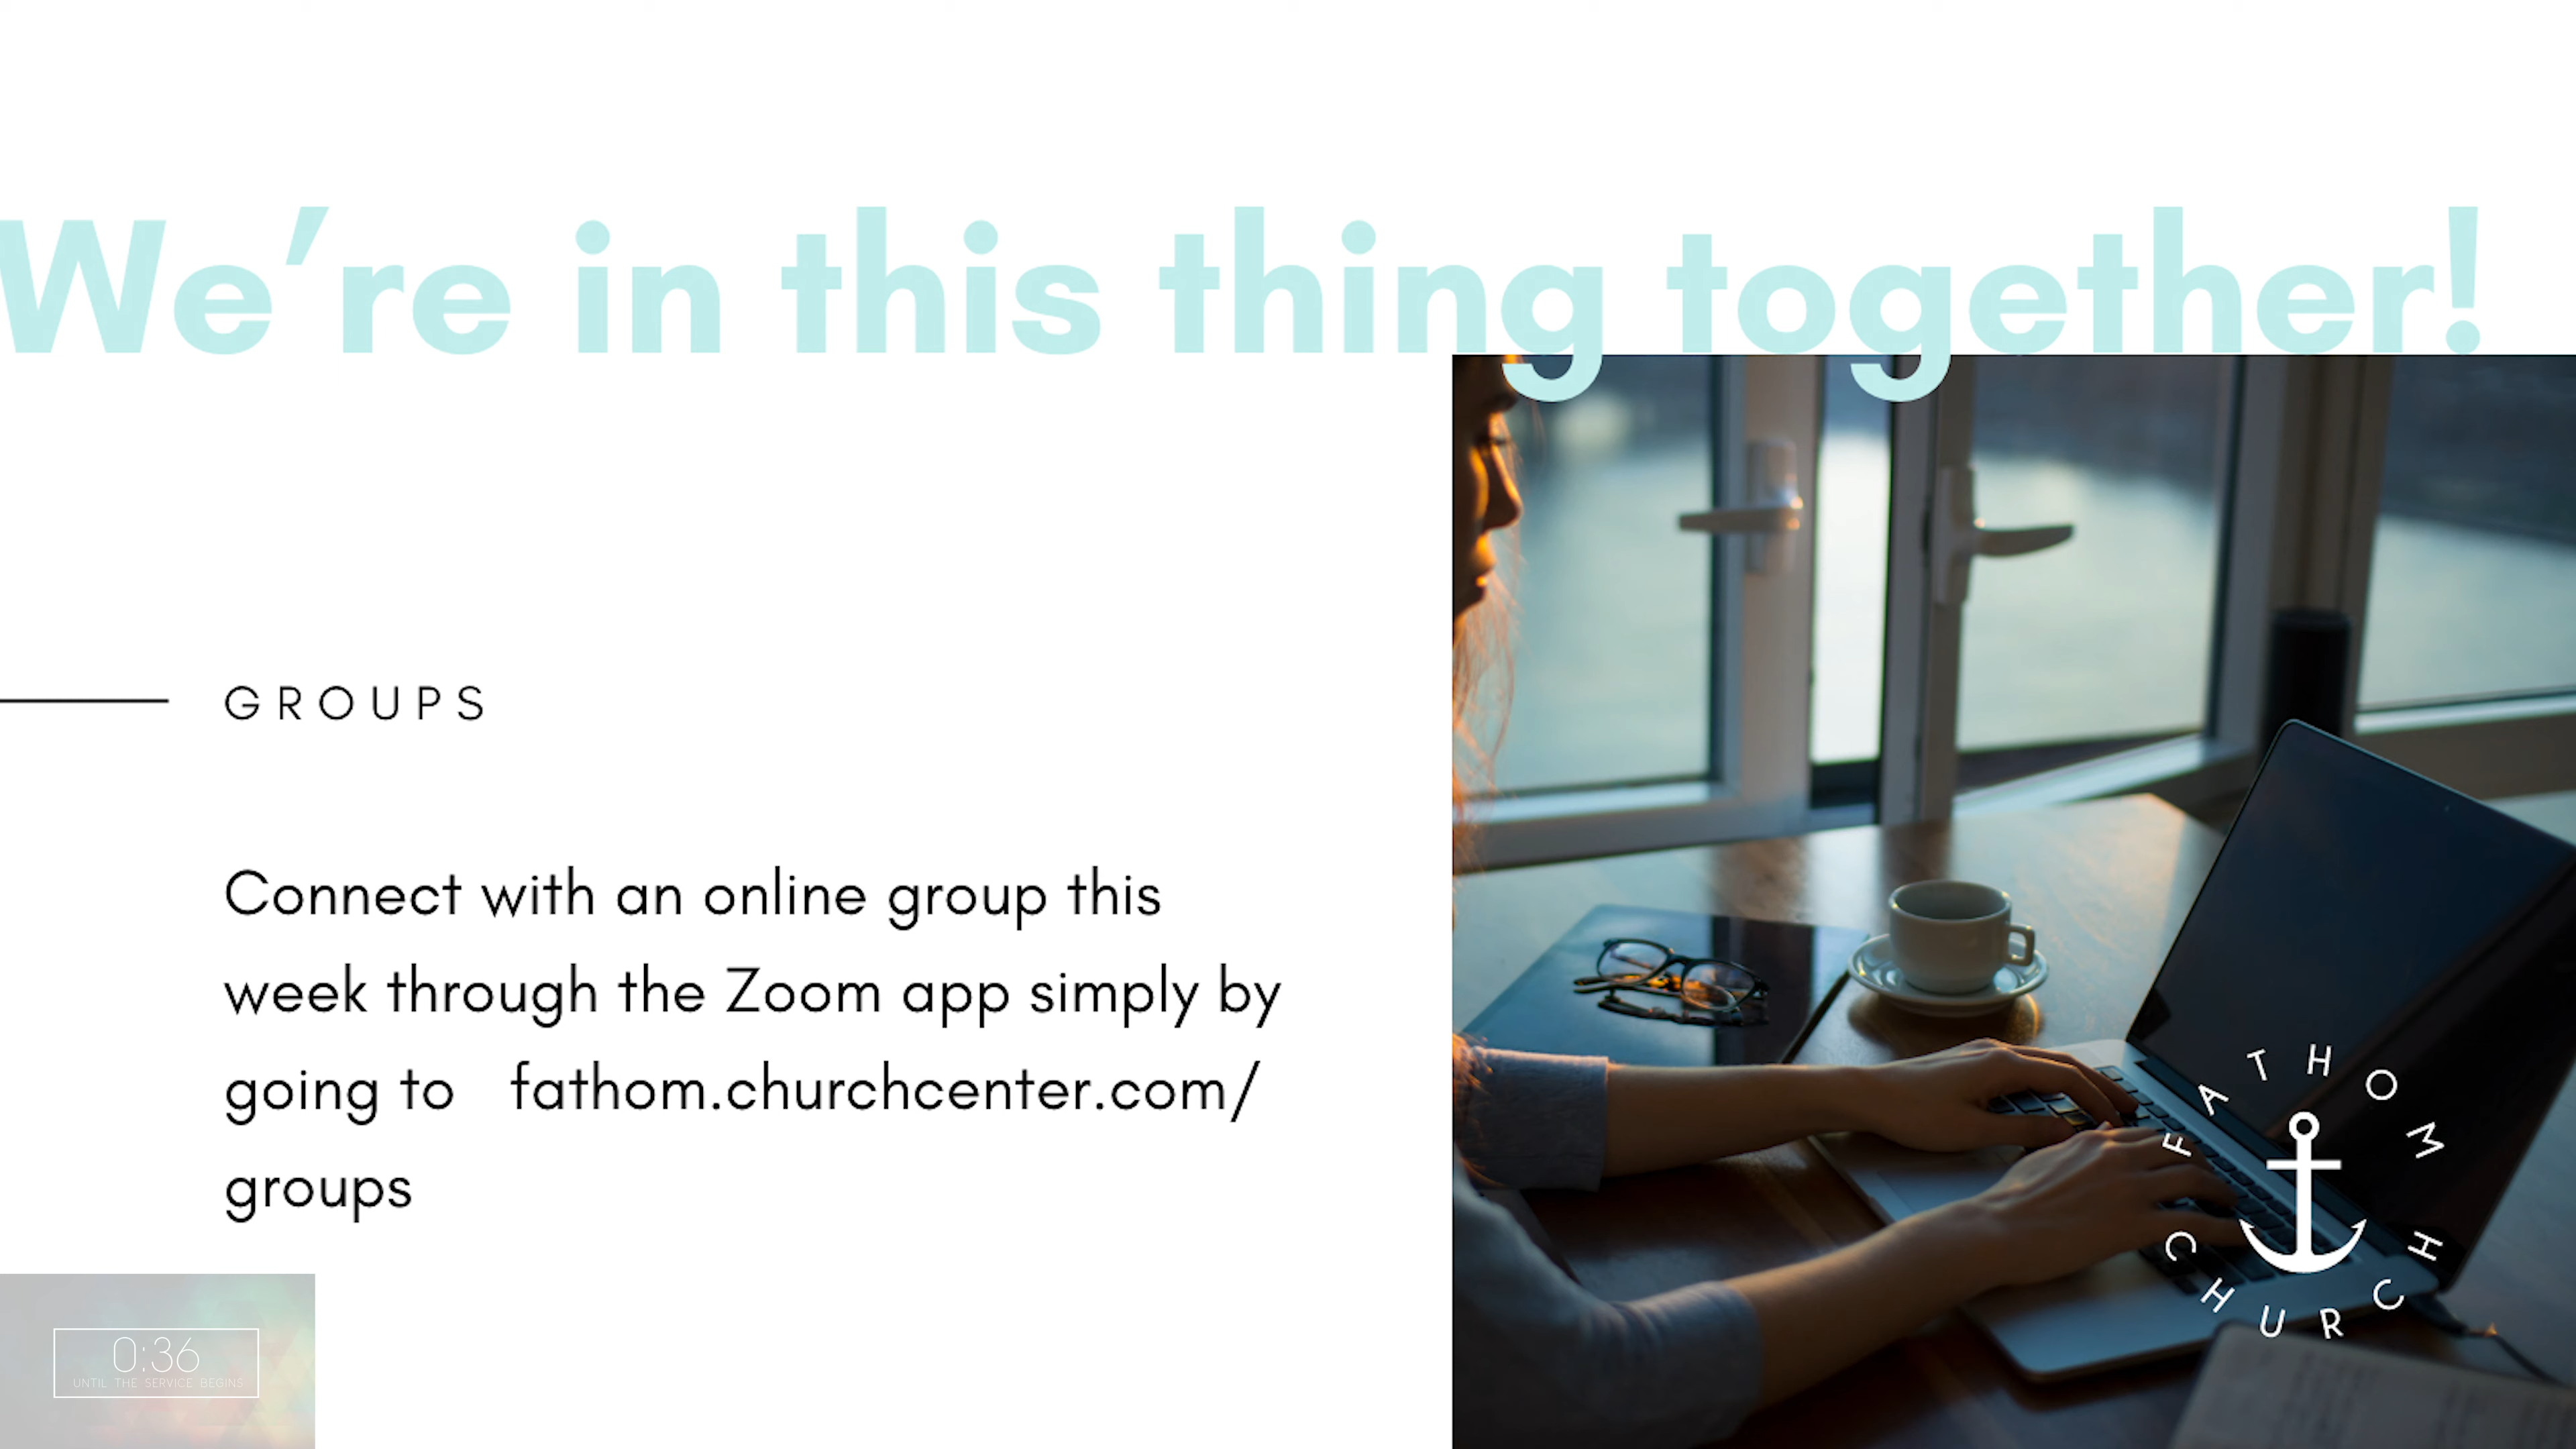 We're in this thing together!
GROUPS
Connect with an online group this
week through the Zoom app simply by
going to fathom.churchcenter.com/
groups
FATHOM
CHURCH
0:36
UNTIL THE SERVICE BEGINS